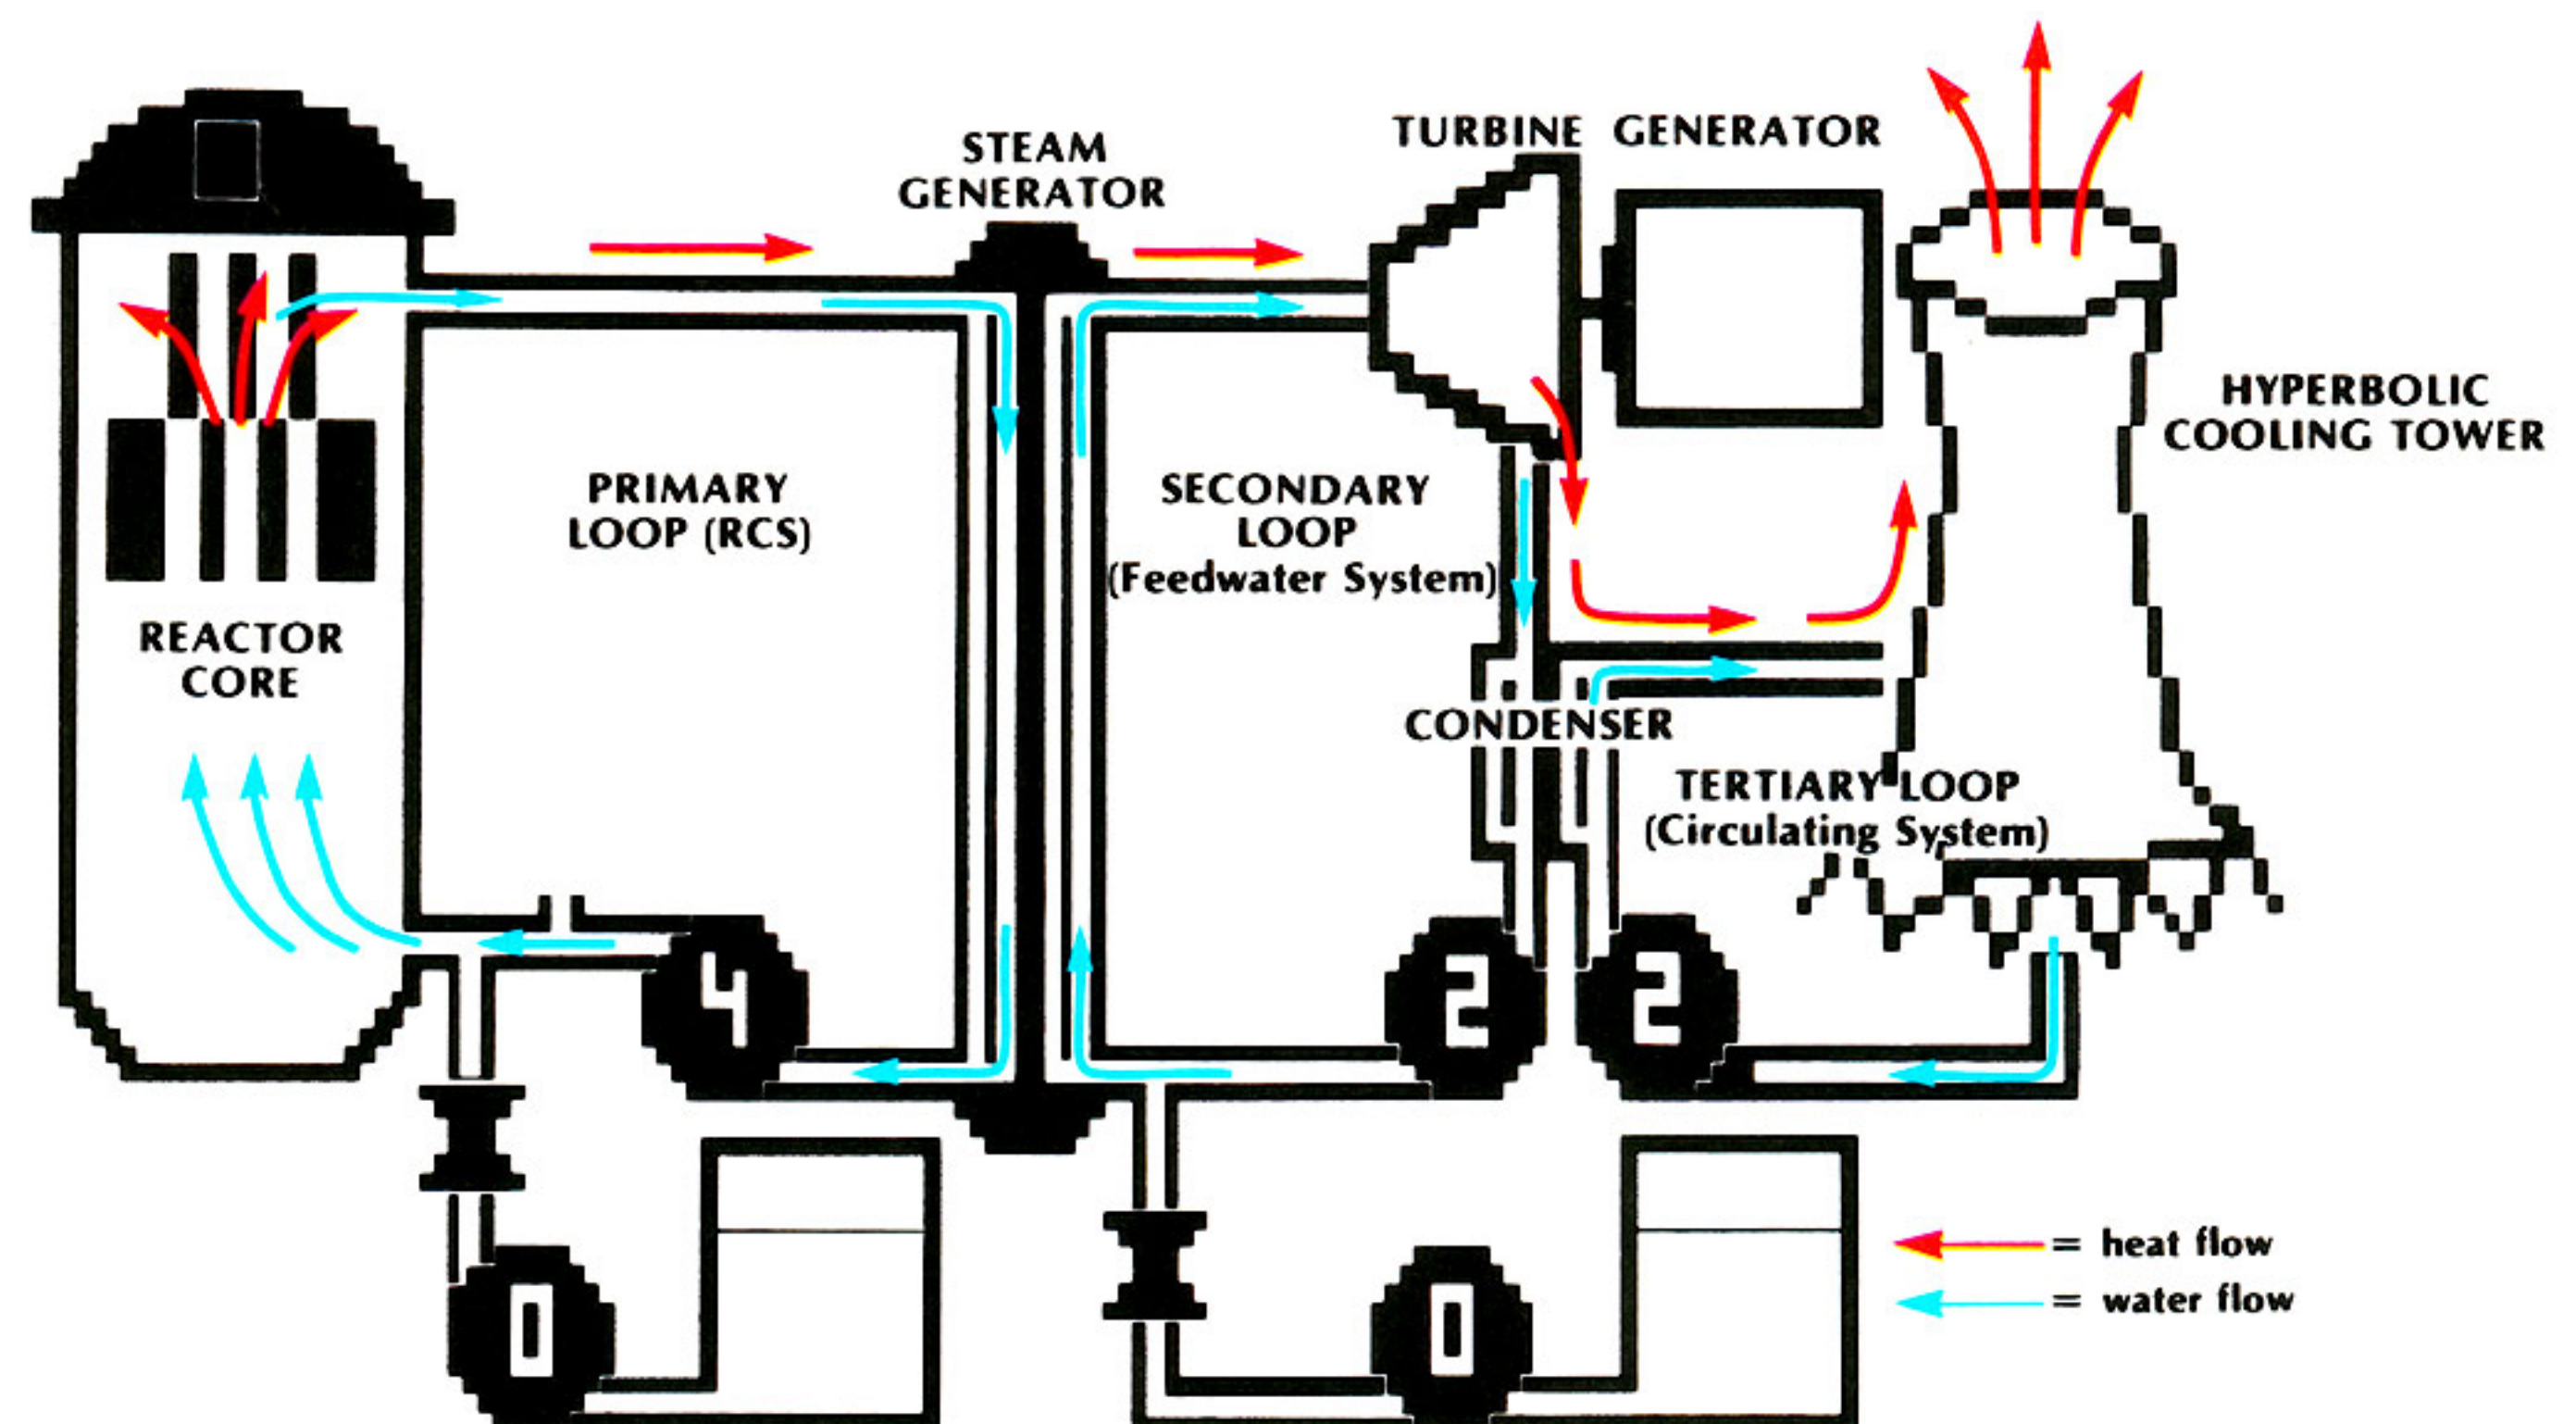 STEAM
GENERATOR
TURBINE GENERATOR
HYPERBOLIC
COOLING TOWER
PRIMARY
LOOP (RCS)
SECONDARY
LOOP
(Feedwater System)
REACTOR
CORE
CONDENSER
TERTIARY LOOP
(Circulating System)
4
2
2
0
0
= heat flow
= water flow